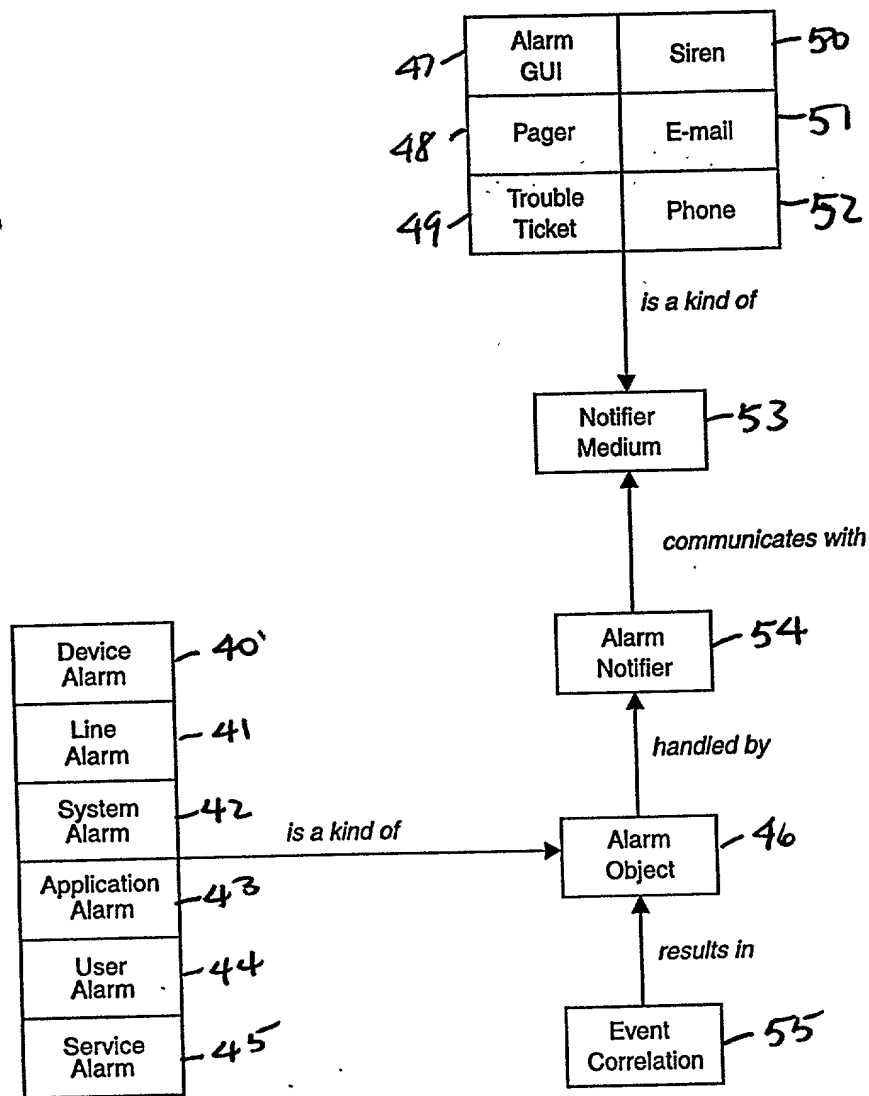 47
Alarm
GUI
Siren
50
48
Pager
E-mail
51
49
Trouble
Ticket
Phone
52
is a kind of
Notifier
Medium
53
communicates with
Alarm
Notifier
54
handled by
Device
Alarm
40'
Line
Alarm
41
System
Alarm
42
is a kind of
Application
Alarm
43
User
Alarm
44
Service
Alarm
45
Alarm
Object
46
results in
Event
Correlation
55